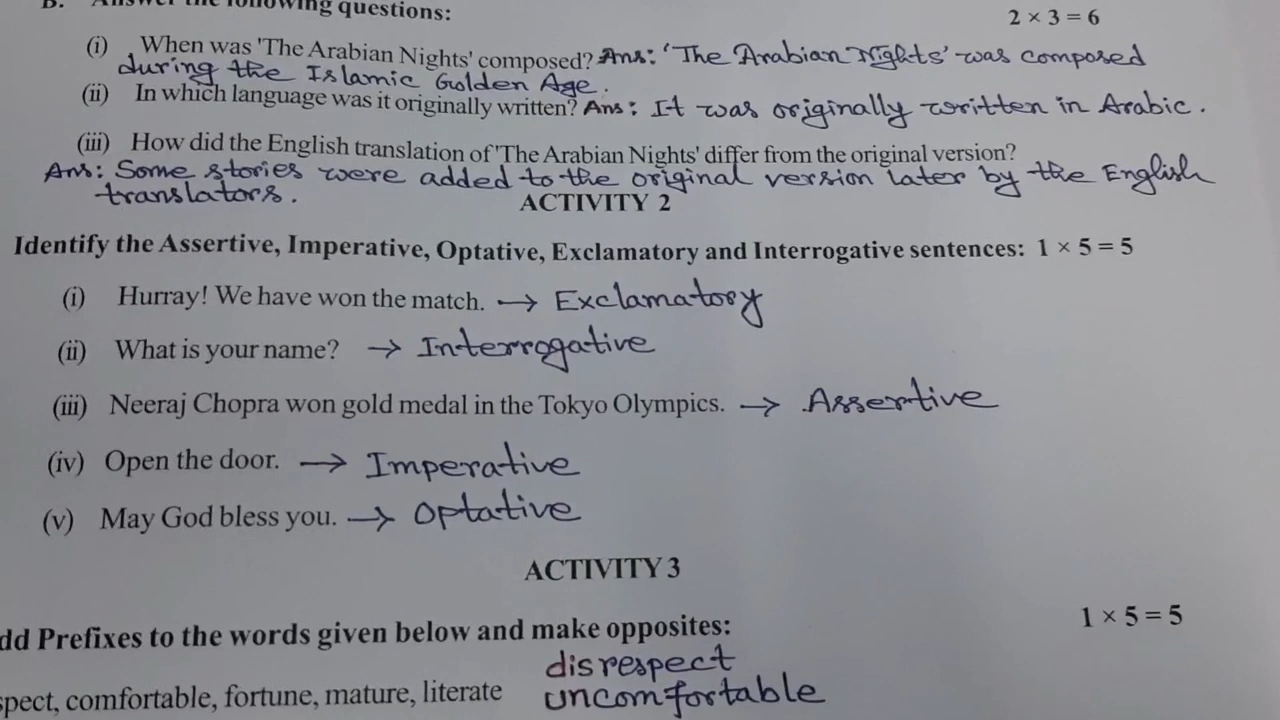 B. Answer the following questions:
2 × 3 = 6
(i) When was 'The Arabian Nights' composed? Ans: 'The Arabian Nights' was composed
during the Islamic Golden Age.
(ii) In which language was it originally written? Ans: It was originally written in Arabic.
(iii) How did the English translation of 'The Arabian Nights' differ from the original version?
Ans: Some stories were added to the original version later by the English
translators.
ACTIVITY 2
Identify the Assertive, Imperative, Optative, Exclamatory and Interrogative sentences: 1 × 5 = 5
(i) Hurray! We have won the match. → Exclamatory
(ii) What is your name? → Interrogative
(iii) Neeraj Chopra won gold medal in the Tokyo Olympics. → Assertive
(iv) Open the door. → Imperative
(v) May God bless you. → Optative
ACTIVITY 3
1 × 5 = 5
dd Prefixes to the words given below and make opposites:
disrespect
spect, comfortable, fortune, mature, literate uncomfortable